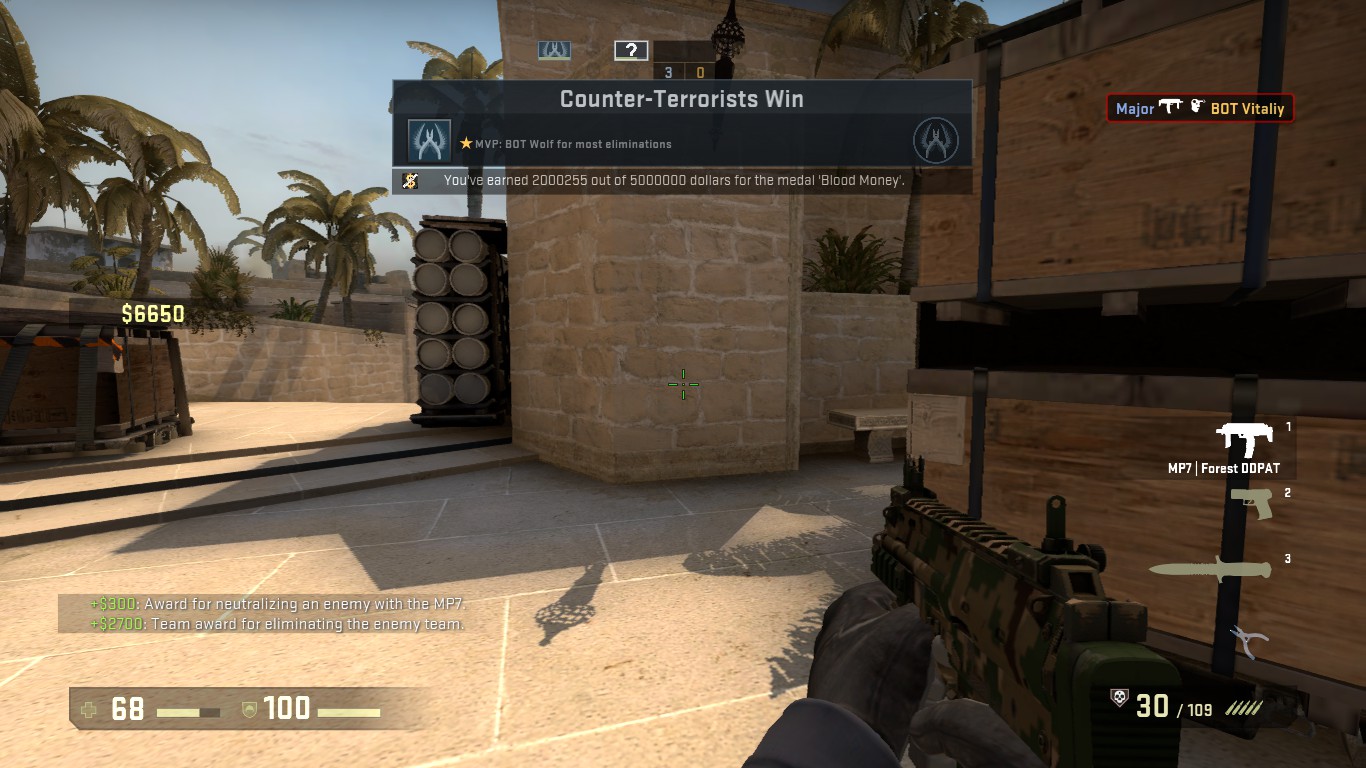 ?
3 0
Counter-Terrorists Win
MVP: BOT Wolf for most eliminations
You've earned 2000255 out of 5000000 dollars for the medal 'Blood Money'.
Major BOT Vitaliy
$6650
1
MP7 | Forest DDPAT
2
3
+$300: Award for neutralizing an enemy with the MP7.
+$2700: Team award for eliminating the enemy team.
68 100
30 / 109